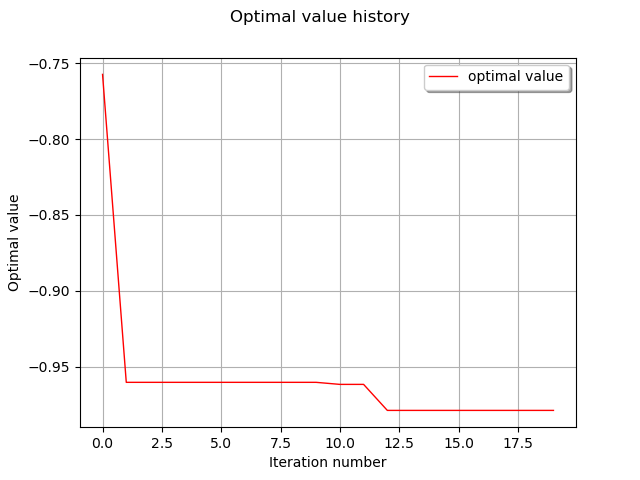 Optimal value history
optimal value
Optimal value
−0.75
−0.80
−0.85
−0.90
−0.95
0.0 2.5 5.0 7.5 10.0 12.5 15.0 17.5
Iteration number